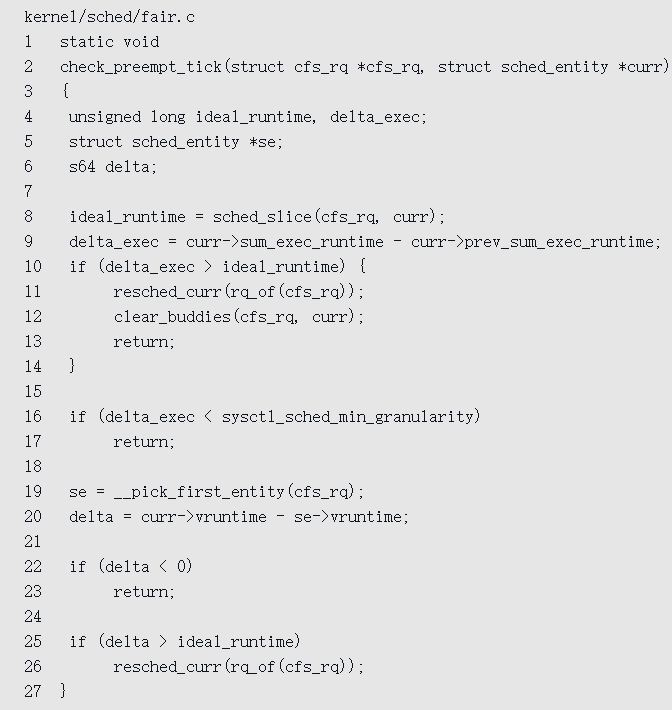 kernel/sched/fair.c
1 static void
2 check_preempt_tick(struct cfs_rq *cfs_rq, struct sched_entity *curr)
3 {
4 unsigned long ideal_runtime, delta_exec;
5 struct sched_entity *se;
6 s64 delta;
7
8 ideal_runtime = sched_slice(cfs_rq, curr);
9 delta_exec = curr->sum_exec_runtime - curr->prev_sum_exec_runtime;
10 if (delta_exec > ideal_runtime) {
11 resched_curr(rq_of(cfs_rq));
12 clear_buddies(cfs_rq, curr);
13 return;
14 }
15
16 if (delta_exec < sysctl_sched_min_granularity)
17 return;
18
19 se = __pick_first_entity(cfs_rq);
20 delta = curr->vruntime - se->vruntime;
21
22 if (delta < 0)
23 return;
24
25 if (delta > ideal_runtime)
26 resched_curr(rq_of(cfs_rq));
27 }